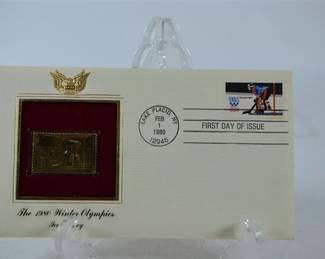 LAKE PLACID, NY
FEB
1
1980
12946
FIRST DAY OF ISSUE
The 1980 Winter Olympics